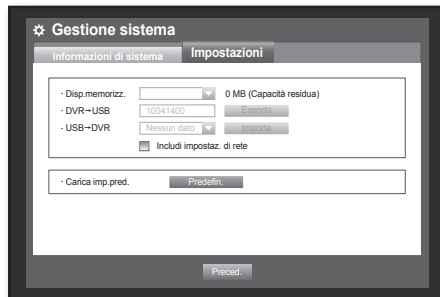 Gestione sistema
Informazioni di sistema Impostazioni
· Disp.memorizz. 0 MB (Capacità residua)
· DVR→USB 10041400 Esporta
· USB→DVR Nessun dato Importa
Includi impostaz. di rete
· Carica imp.pred. Predefin.
Preced.